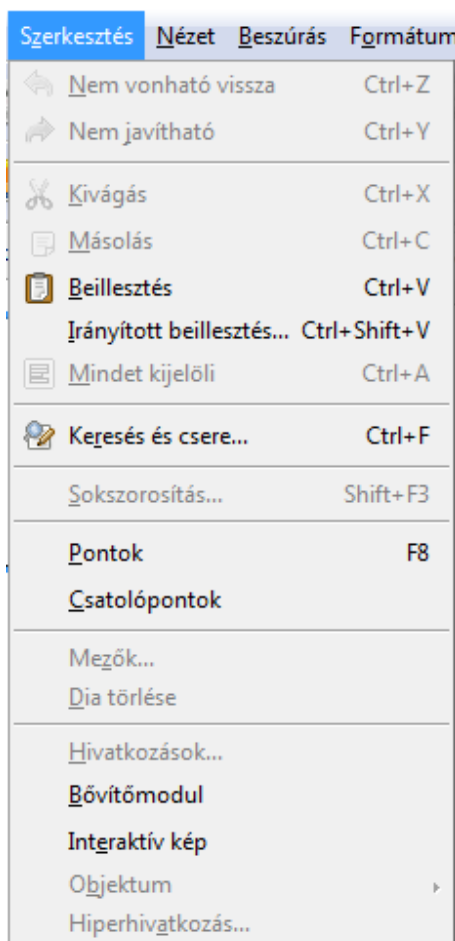 Szerkesztés Nézet Beszúrás Formátum
Nem vonható vissza Ctrl+Z
Nem javítható Ctrl+Y
Kivágás Ctrl+X
Másolás Ctrl+C
Beillesztés Ctrl+V
Irányított beillesztés... Ctrl+Shift+V
Mindet kijelöli Ctrl+A
Keresés és csere... Ctrl+F
Sokszorosítás... Shift+F3
Pontok F8
Csatolópontok
Mezők...
Dia törlése
Hivatkozások...
Bővítőmodul
Interaktív kép
Objektum
Hiperhivatkozás...